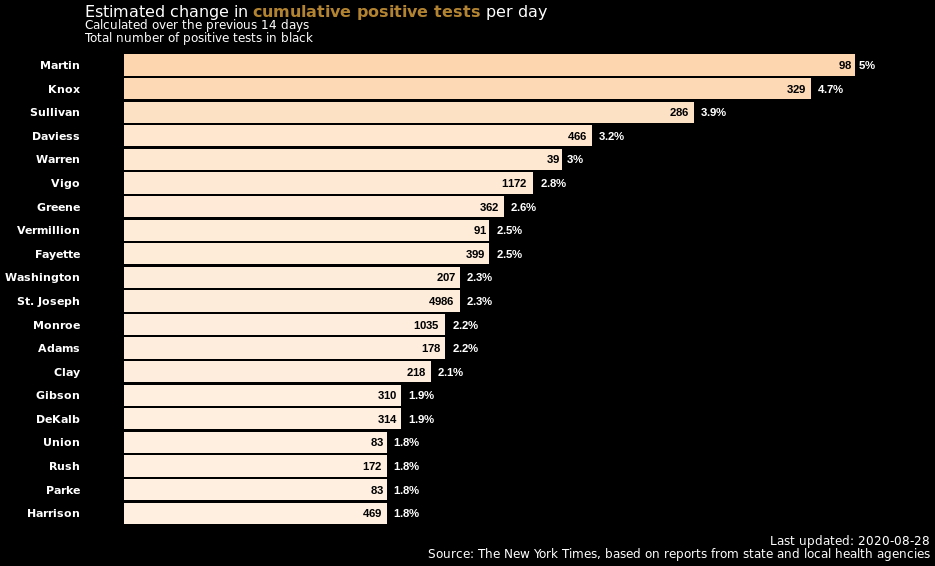 Estimated change in cumulative positive tests per day
Calculated over the previous 14 days
Total number of positive tests in black
Martin 98 5%
Knox 329 4.7%
Sullivan 286 3.9%
Daviess 466 3.2%
Warren 39 3%
Vigo 1172 2.8%
Greene 362 2.6%
Vermillion 91 2.5%
Fayette 399 2.5%
Washington 207 2.3%
St. Joseph 4986 2.3%
Monroe 1035 2.2%
Adams 178 2.2%
Clay 218 2.1%
Gibson 310 1.9%
DeKalb 314 1.9%
Union 83 1.8%
Rush 172 1.8%
Parke 83 1.8%
Harrison 469 1.8%
Last updated: 2020-08-28
Source: The New York Times, based on reports from state and local health agencies